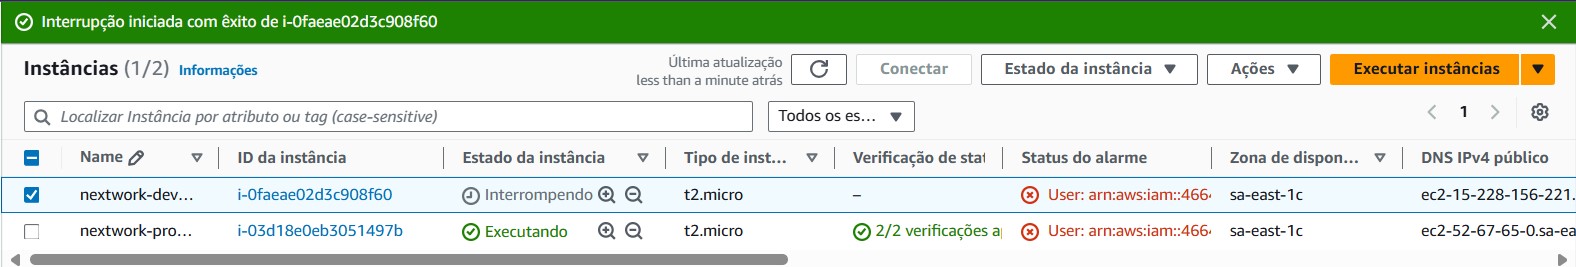 Interrupção iniciada com êxito de i-0faeae02d3c908f60
Instâncias (1/2) Informações
Última atualização
less than a minute atrás
Conectar
Estado da instância
Ações
Executar instâncias
Localizar Instância por atributo ou tag (case-sensitive)
Todos os es...
1
Name ID da instância Estado da instância Tipo de inst... Verificação de stat Status do alarme Zona de dispon... DNS IPv4 público
nextwork-dev... i-0faeae02d3c908f60 Interrompendo t2.micro – User: arn:aws:iam::4664 sa-east-1c ec2-15-228-156-221.
nextwork-pro... i-03d18e0eb3051497b Executando t2.micro 2/2 verificações a User: arn:aws:iam::4664 sa-east-1c ec2-52-67-65-0.sa-ea